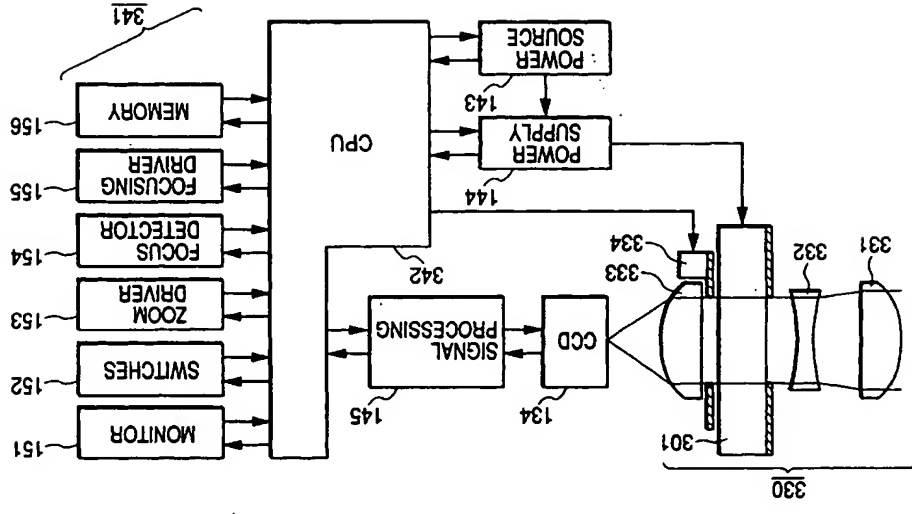 330
301
134
145
151
MONITOR
CCD
SIGNAL
PROCESSING
152
SWITCHES
331
332
333
334
342
153
ZOOM
DRIVER
154
FOCUS
DETECTOR
144
POWER
SUPPLY
CPU
155
FOCUSING
DRIVER
143
POWER
SOURCE
156
MEMORY
341